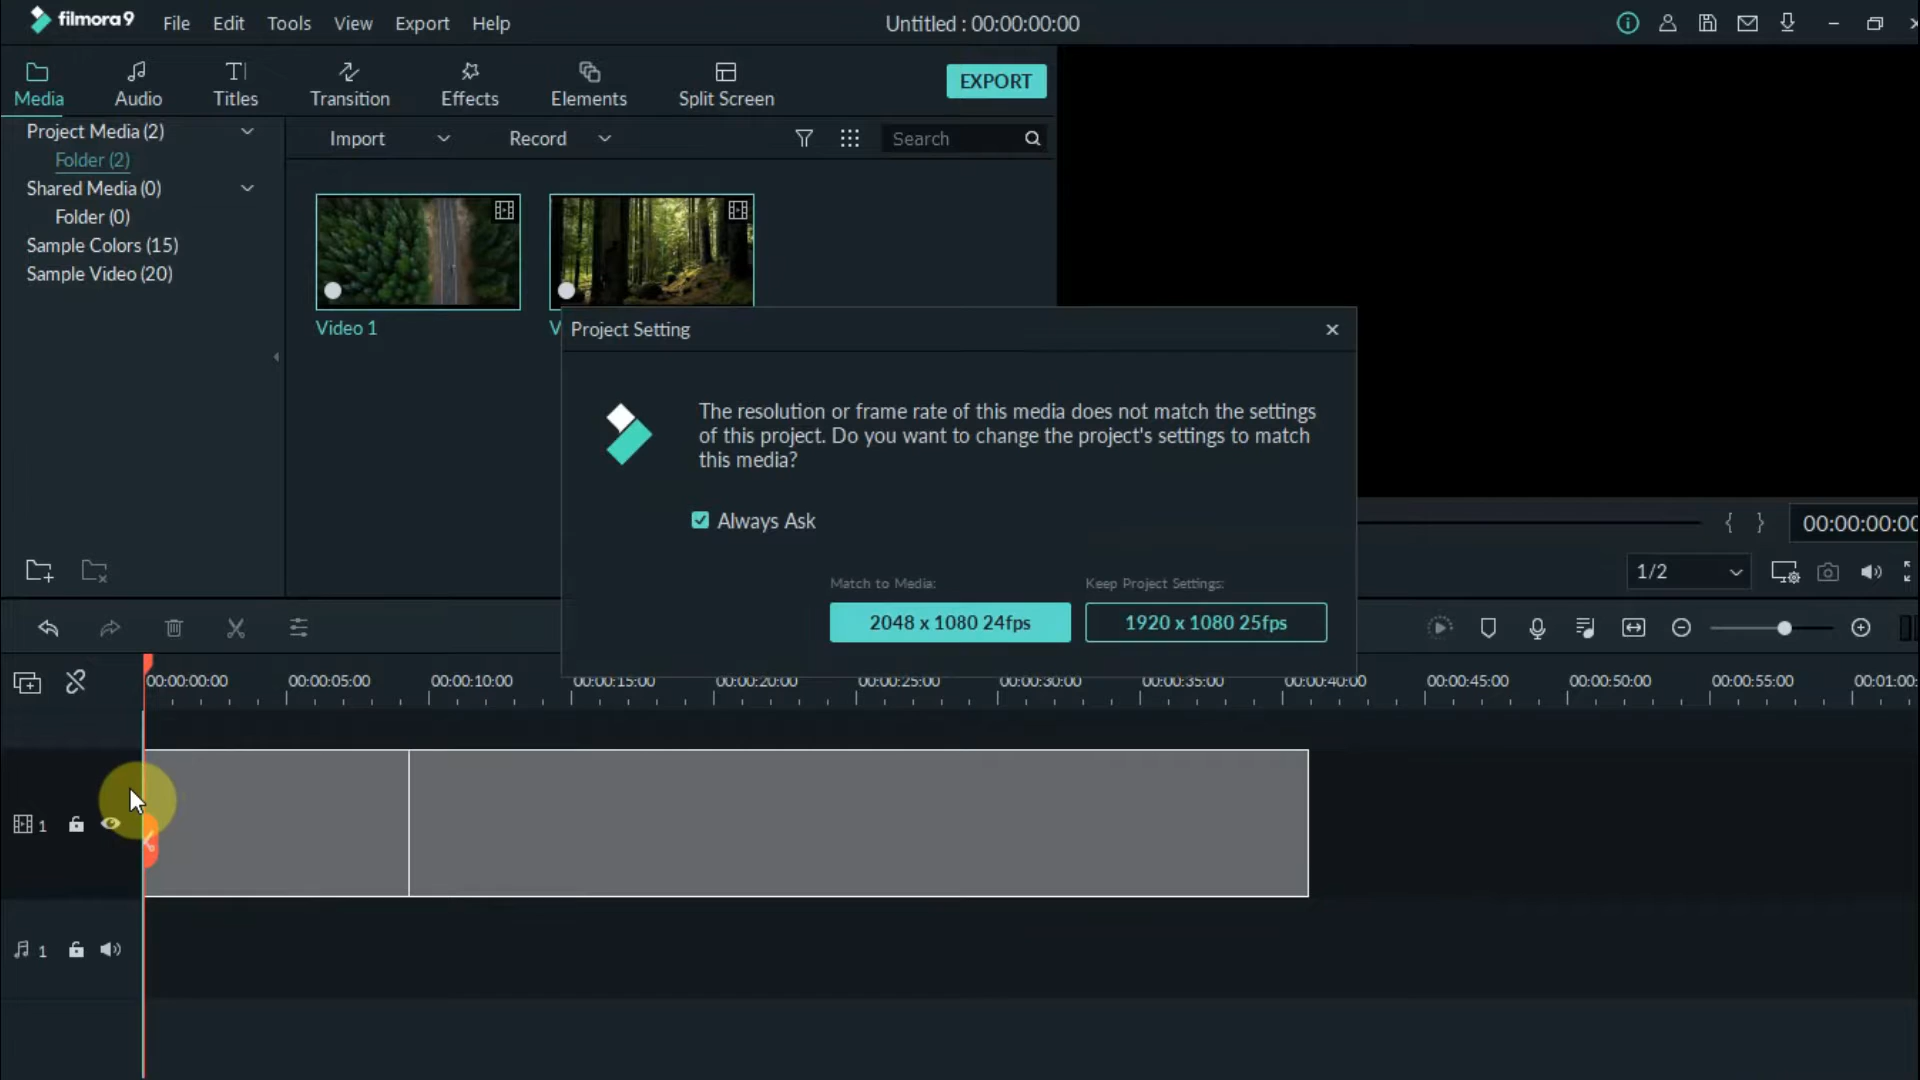 filmora9
File Edit Tools View Export Help
Untitled : 00:00:00:00
Media
Audio
Titles
Transition
Effects
Elements
Split Screen
EXPORT
Project Media (2)
Folder (2)
Shared Media (0)
Folder (0)
Sample Colors (15)
Sample Video (20)
Import
Record
Search
Video 1
V
Project Setting
The resolution or frame rate of this media does not match the settings
of this project. Do you want to change the project's settings to match
this media?
Always Ask
Match to Media:
Keep Project Settings:
2048 x 1080 24fps
1920 x 1080 25fps
00:00:00:00
1/2
00:00:00:00 00:00:05:00 00:00:10:00 00:00:15:00 00:00:20:00 00:00:25:00 00:00:30:00 00:00:35:00 00:00:40:00 00:00:45:00 00:00:50:00 00:00:55:00 00:01:00:
1
1